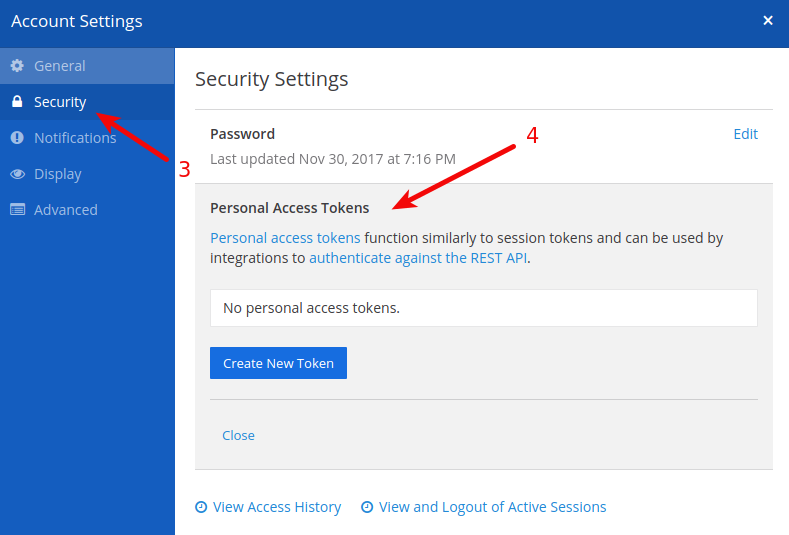 Account Settings ×
General
Security
Notifications
Display
Advanced
3
Security Settings
Password Edit
Last updated Nov 30, 2017 at 7:16 PM
4
Personal Access Tokens
Personal access tokens function similarly to session tokens and can be used by
integrations to authenticate against the REST API.
No personal access tokens.
Create New Token
Close
View Access History View and Logout of Active Sessions